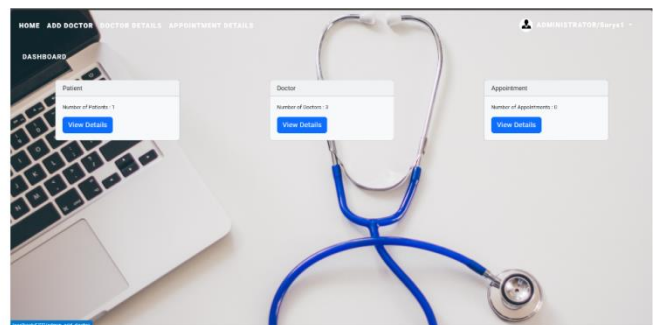 HOME ADD DOCTOR DOCTOR DETAILS APPOINTMENT DETAILS
ADMINISTRATOR/
DASHBOARD
Patient
Number of Patients : 1
View Details
Doctor
Number of Doctors : 3
View Details
Appointment
Number of Appointments : 0
View Details